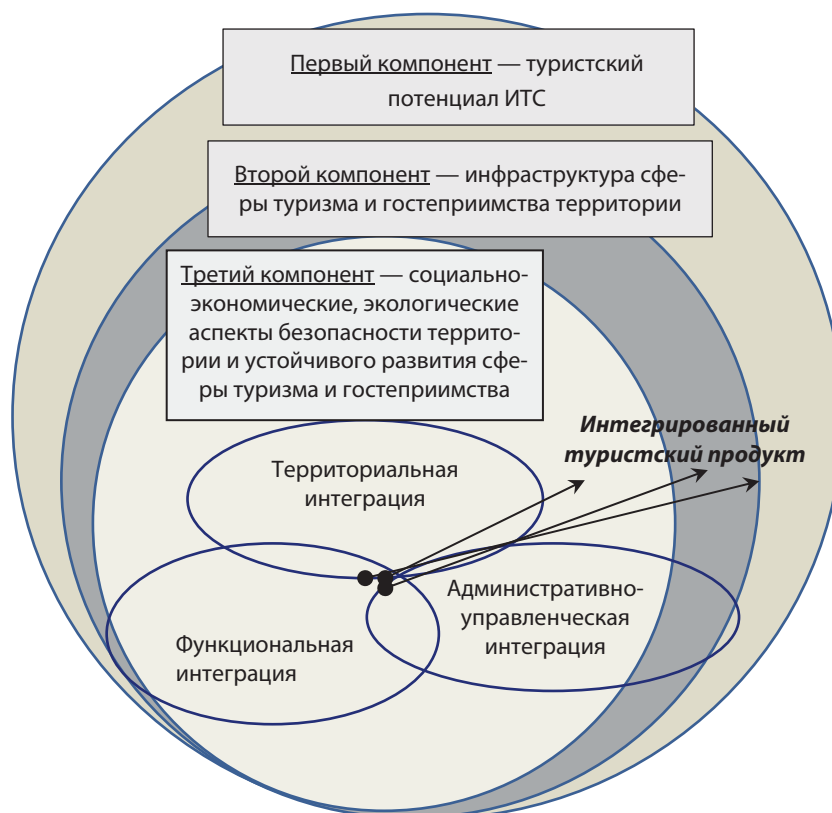 Первый компонент — туристский
потенциал ИТС
Второй компонент — инфраструктура сфе-
ры туризма и гостеприимства территории
Третий компонент — социально-
экономические, экологические
аспекты безопасности террито-
рии и устойчивого развития сфе-
ры туризма и гостеприимства
Интегрированный
туристский продукт
Территориальная
интеграция
Административно-
управленческая
интеграция
Функциональная
интеграция